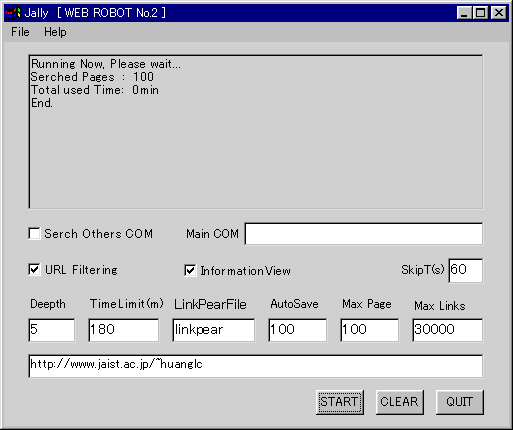 Jally [ WEB ROBOT No.2 ]
File Help
Running Now, Please wait...
Serched Pages : 100
Total used Time: 0min
End.
Serch Others COM Main COM
URL Filtering InformationView SkipT(s) 60
Deepth TimeLimit(m) LinkPearFile AutoSave Max Page Max Links
5 180 linkpear 100 100 30000
http://www.jaist.ac.jp/~huanglc
START CLEAR QUIT